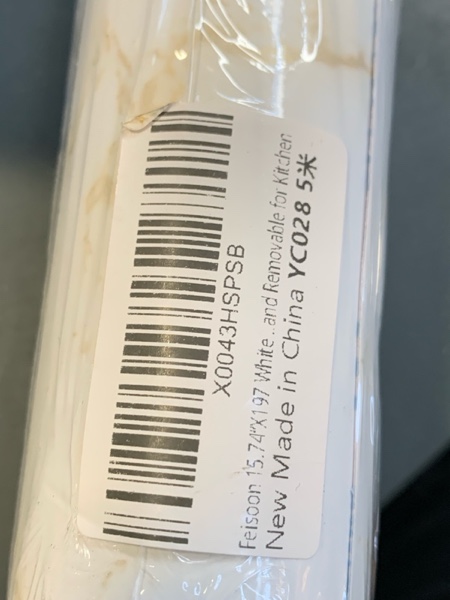 X0043HSPSB
Feisoon 15.74"X197 White...and Removable for Kitchen
New Made in China YC028 5米